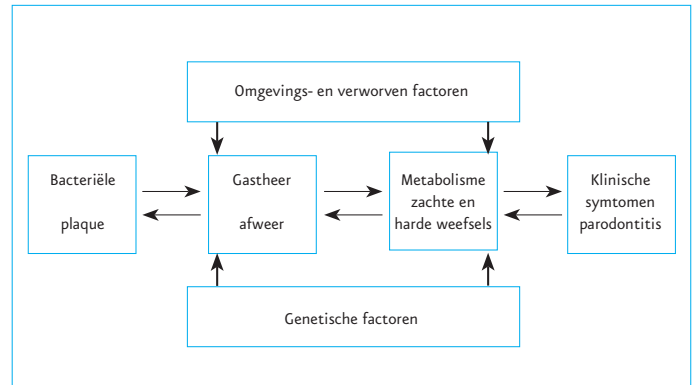 Omgevings- en verworven factoren
Bacteriële
plaque
Gastheer
afweer
Metabolisme
zachte en
harde weefsels
Klinische
symtomen
parodontitis
Genetische factoren